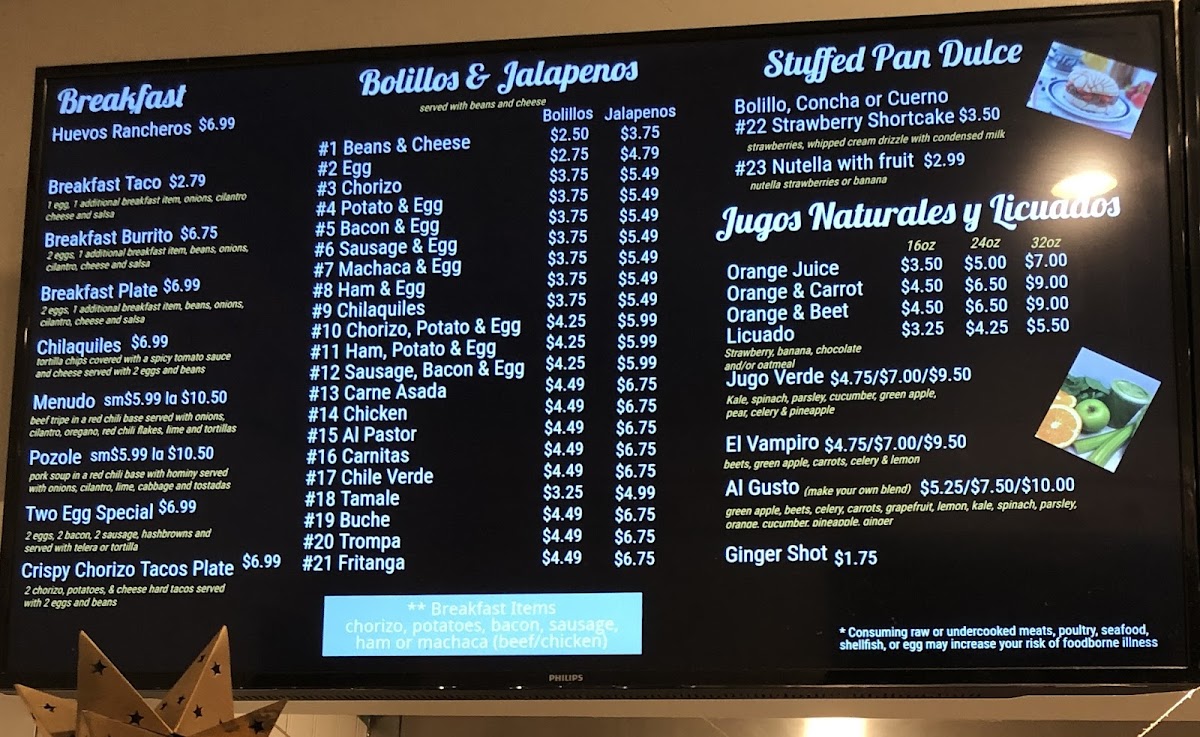 Breakfast
Huevos Rancheros $6.99
Breakfast Taco $2.79
1 egg, 1 additional breakfast item, onions, cilantro
cheese and salsa
Breakfast Burrito $6.75
2 eggs, 1 additional breakfast item, beans, onions,
cilantro, cheese and salsa
Breakfast Plate $6.99
2 eggs, 1 additional breakfast item, beans, onions,
cilantro, cheese and salsa
Chilaquiles $6.99
tortilla chips covered with a spicy tomato sauce
and cheese served with 2 eggs and beans
Menudo sm$5.99 la $10.50
beef tripe in a red chili base served with onions,
cilantro, oregano, red chili flakes, lime and tortillas
Pozole sm$5.99 la $10.50
pork soup in a red chili base with hominy served
with onions, cilantro, lime, cabbage and tostadas
Two Egg Special $6.99
2 eggs, 2 bacon, 2 sausage, hashbrowns and
served with telera or tortilla
Crispy Chorizo Tacos Plate $6.99
2 chorizo, potatoes, & cheese hard tacos served
with 2 eggs and beans
Bolillos & Jalapenos
served with beans and cheese
Bolillos Jalapenos
#1 Beans & Cheese $2.50 $3.75
#2 Egg $2.75 $4.79
#3 Chorizo $3.75 $5.49
#4 Potato & Egg $3.75 $5.49
#5 Bacon & Egg $3.75 $5.49
#6 Sausage & Egg $3.75 $5.49
#7 Machaca & Egg $3.75 $5.49
#8 Ham & Egg $3.75 $5.49
#9 Chilaquiles $3.75 $5.49
#10 Chorizo, Potato & Egg $4.25 $5.99
#11 Ham, Potato & Egg $4.25 $5.99
#12 Sausage, Bacon & Egg $4.25 $5.99
#13 Carne Asada $4.49 $6.75
#14 Chicken $4.49 $6.75
#15 Al Pastor $4.49 $6.75
#16 Carnitas $4.49 $6.75
#17 Chile Verde $4.49 $6.75
#18 Tamale $3.25 $4.99
#19 Buche $4.49 $6.75
#20 Trompa $4.49 $6.75
#21 Fritanga $4.49 $6.75
** Breakfast Items
chorizo, potatoes, bacon, sausage,
ham or machaca (beef/chicken)
Stuffed Pan Dulce
Bolillo, Concha or Cuerno
#22 Strawberry Shortcake $3.50
strawberries, whipped cream drizzle with condensed milk
#23 Nutella with fruit $2.99
nutella strawberries or banana
Jugos Naturales y Licuados
16oz 24oz 32oz
Orange Juice $3.50 $5.00 $7.00
Orange & Carrot $4.50 $6.50 $9.00
Orange & Beet $4.50 $6.50 $9.00
Licuado $3.25 $4.25 $5.50
Strawberry, banana, chocolate
and/or oatmeal
Jugo Verde $4.75/$7.00/$9.50
Kale, spinach, parsley, cucumber, green apple,
pear, celery & pineapple
El Vampiro $4.75/$7.00/$9.50
beets, green apple, carrots, celery & lemon
Al Gusto (make your own blend) $5.25/$7.50/$10.00
green apple, beets, celery, carrots, grapefruit, lemon, kale, spinach, parsley,
orange, cucumber, pineapple, ginger
Ginger Shot $1.75
* Consuming raw or undercooked meats, poultry, seafood,
shellfish, or egg may increase your risk of foodborne illness
PHILIPS